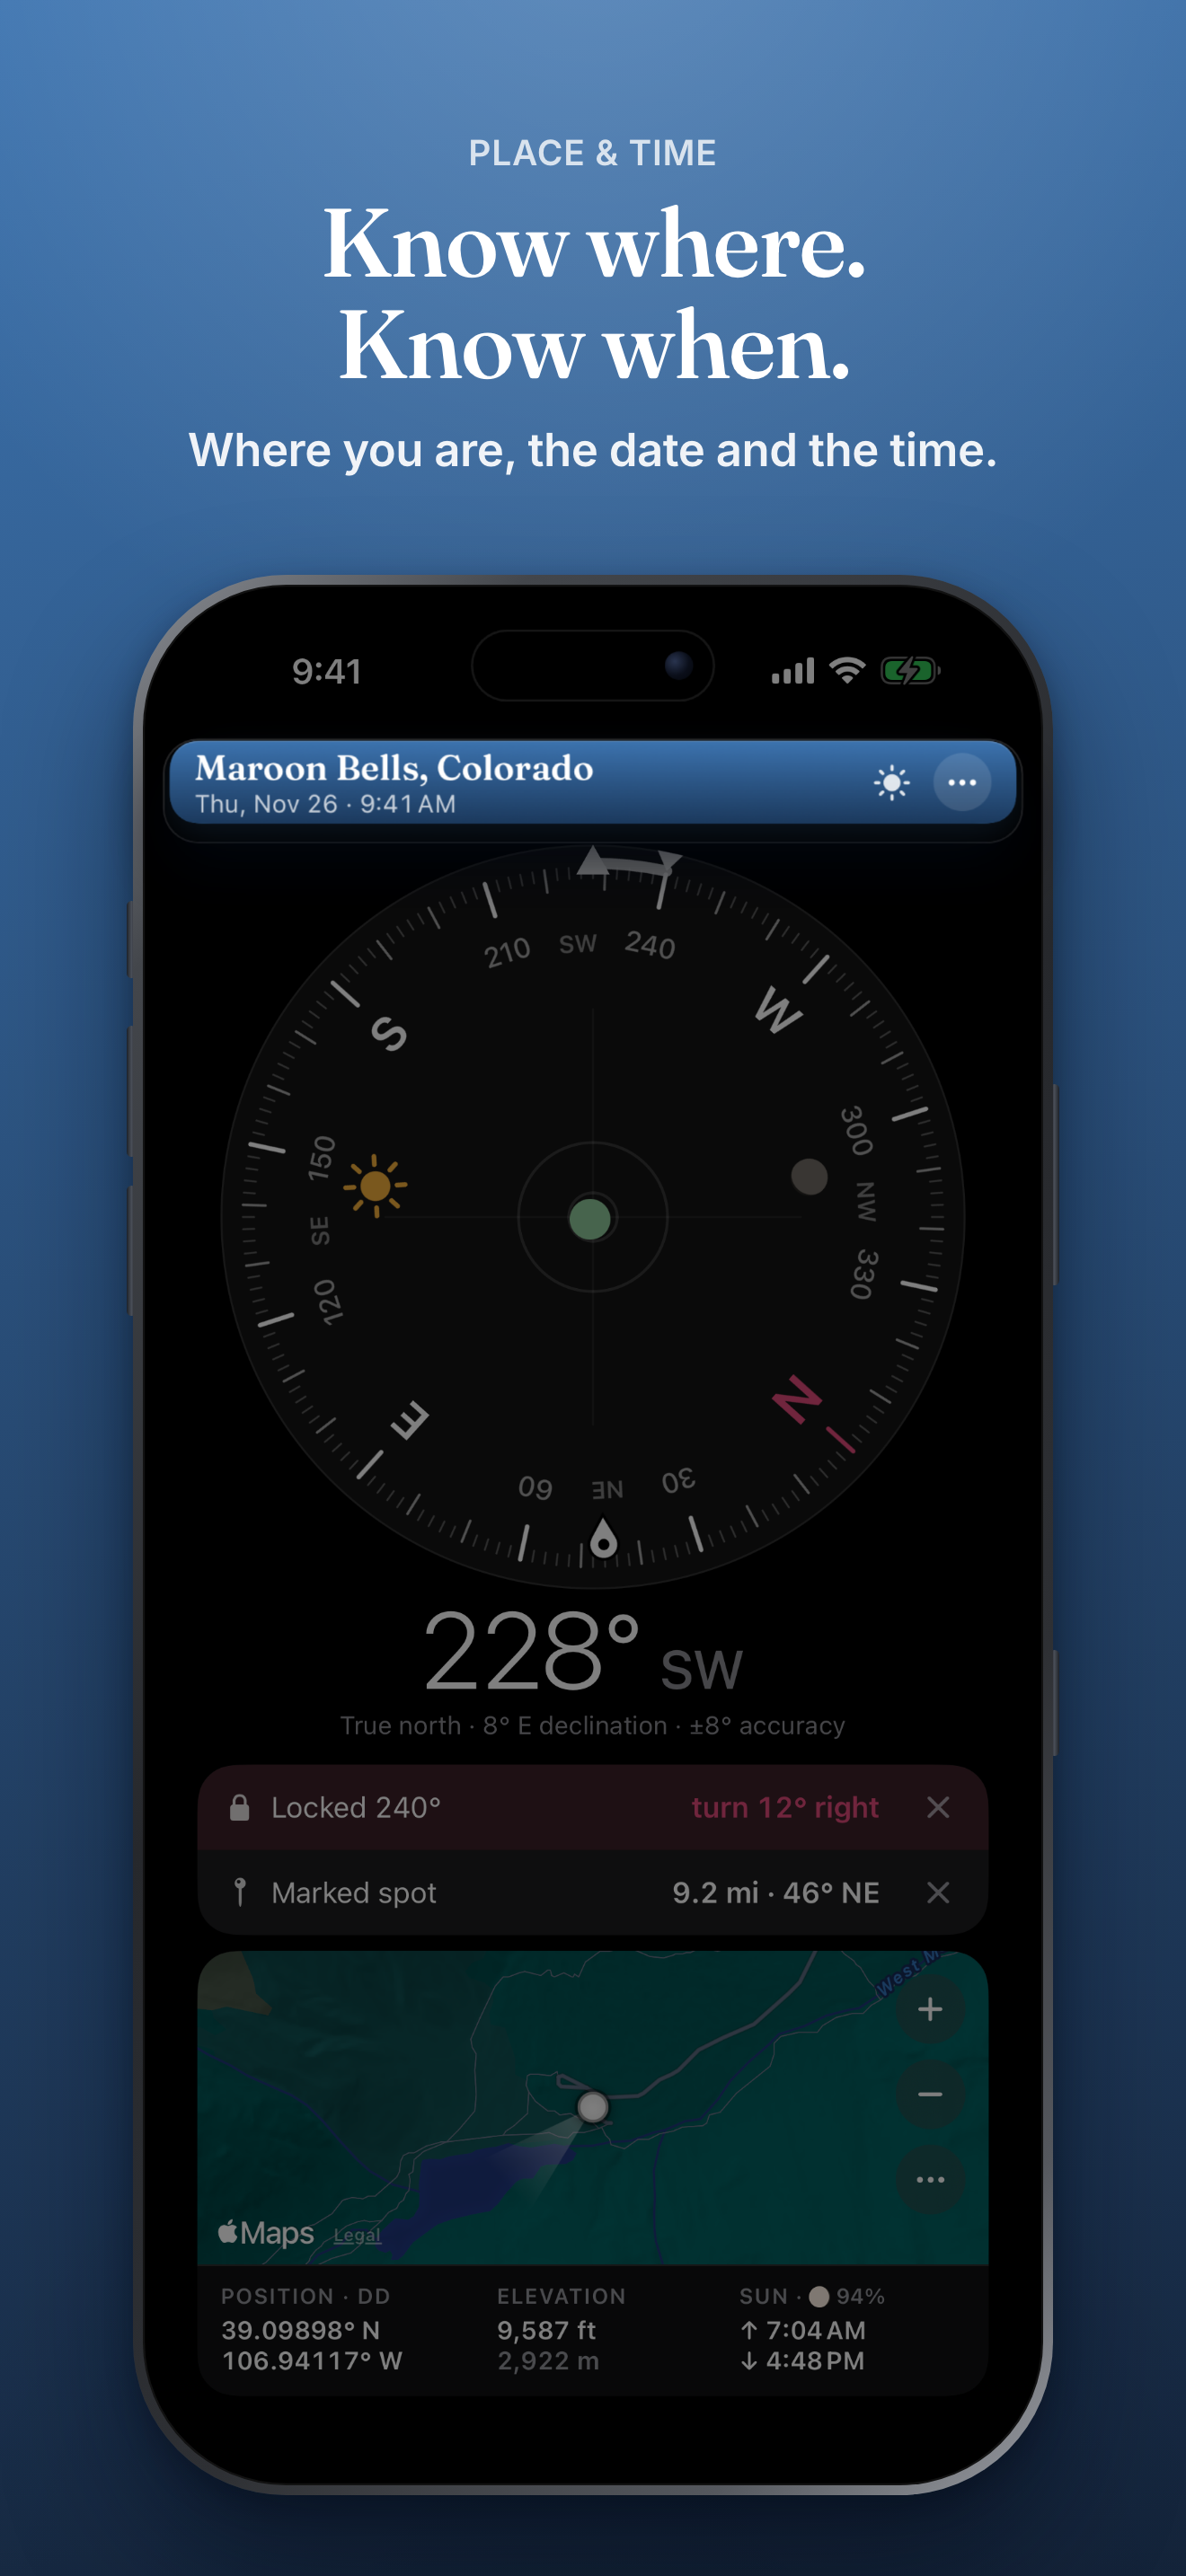 PLACE & TIME
Know where.
Know when.
Where you are, the date and the time.
9:41
Maroon Bells, Colorado
Thu, Nov 26 · 9:41 AM
210 SW 240
S W
150 300
SE NW
120 330
E N
60 NE 30
228° SW
True north · 8° E declination · ±8° accuracy
Locked 240° turn 12° right
Marked spot 9.2 mi · 46° NE
West M
Maps Legal
POSITION · DD ELEVATION SUN · 94%
39.09898° N 9,587 ft ↑ 7:04 AM
106.94117° W 2,922 m ↓ 4:48 PM